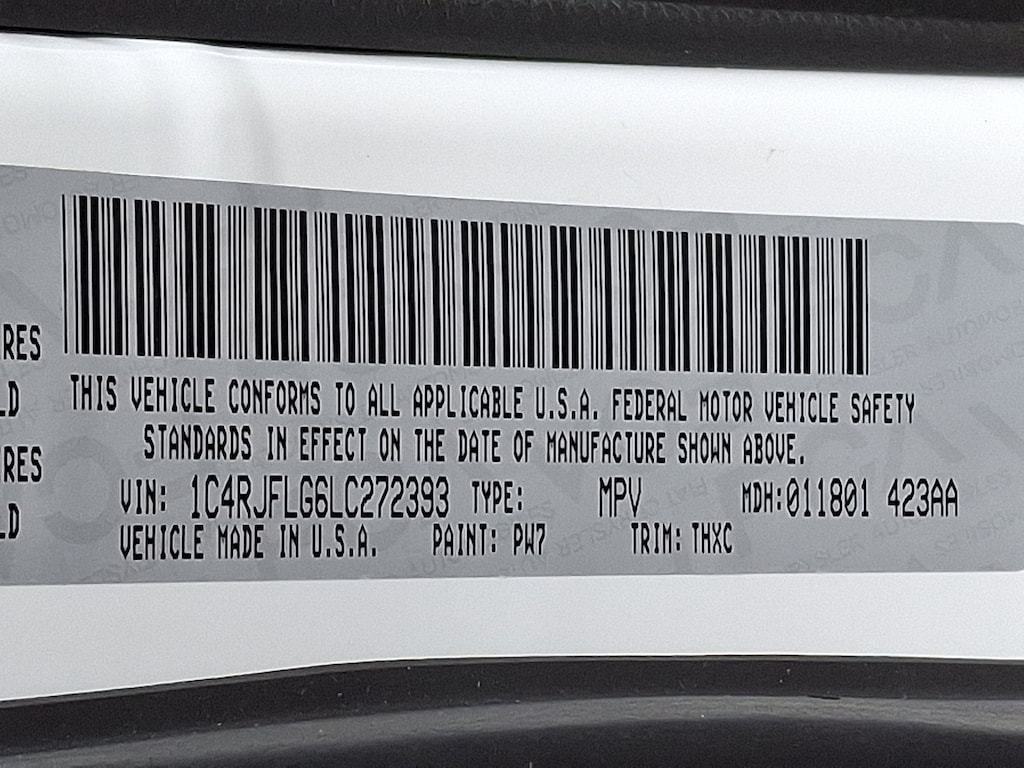 RES
LD
RES
LD
THIS VEHICLE CONFORMS TO ALL APPLICABLE U.S.A. FEDERAL MOTOR VEHICLE SAFETY
STANDARDS IN EFFECT ON THE DATE OF MANUFACTURE SHOWN ABOVE.
VIN: 1C4RJFLG6LC272393 TYPE: MPV MDH:011801 423AA
VEHICLE MADE IN U.S.A. PAINT: PW7 TRIM: THXC